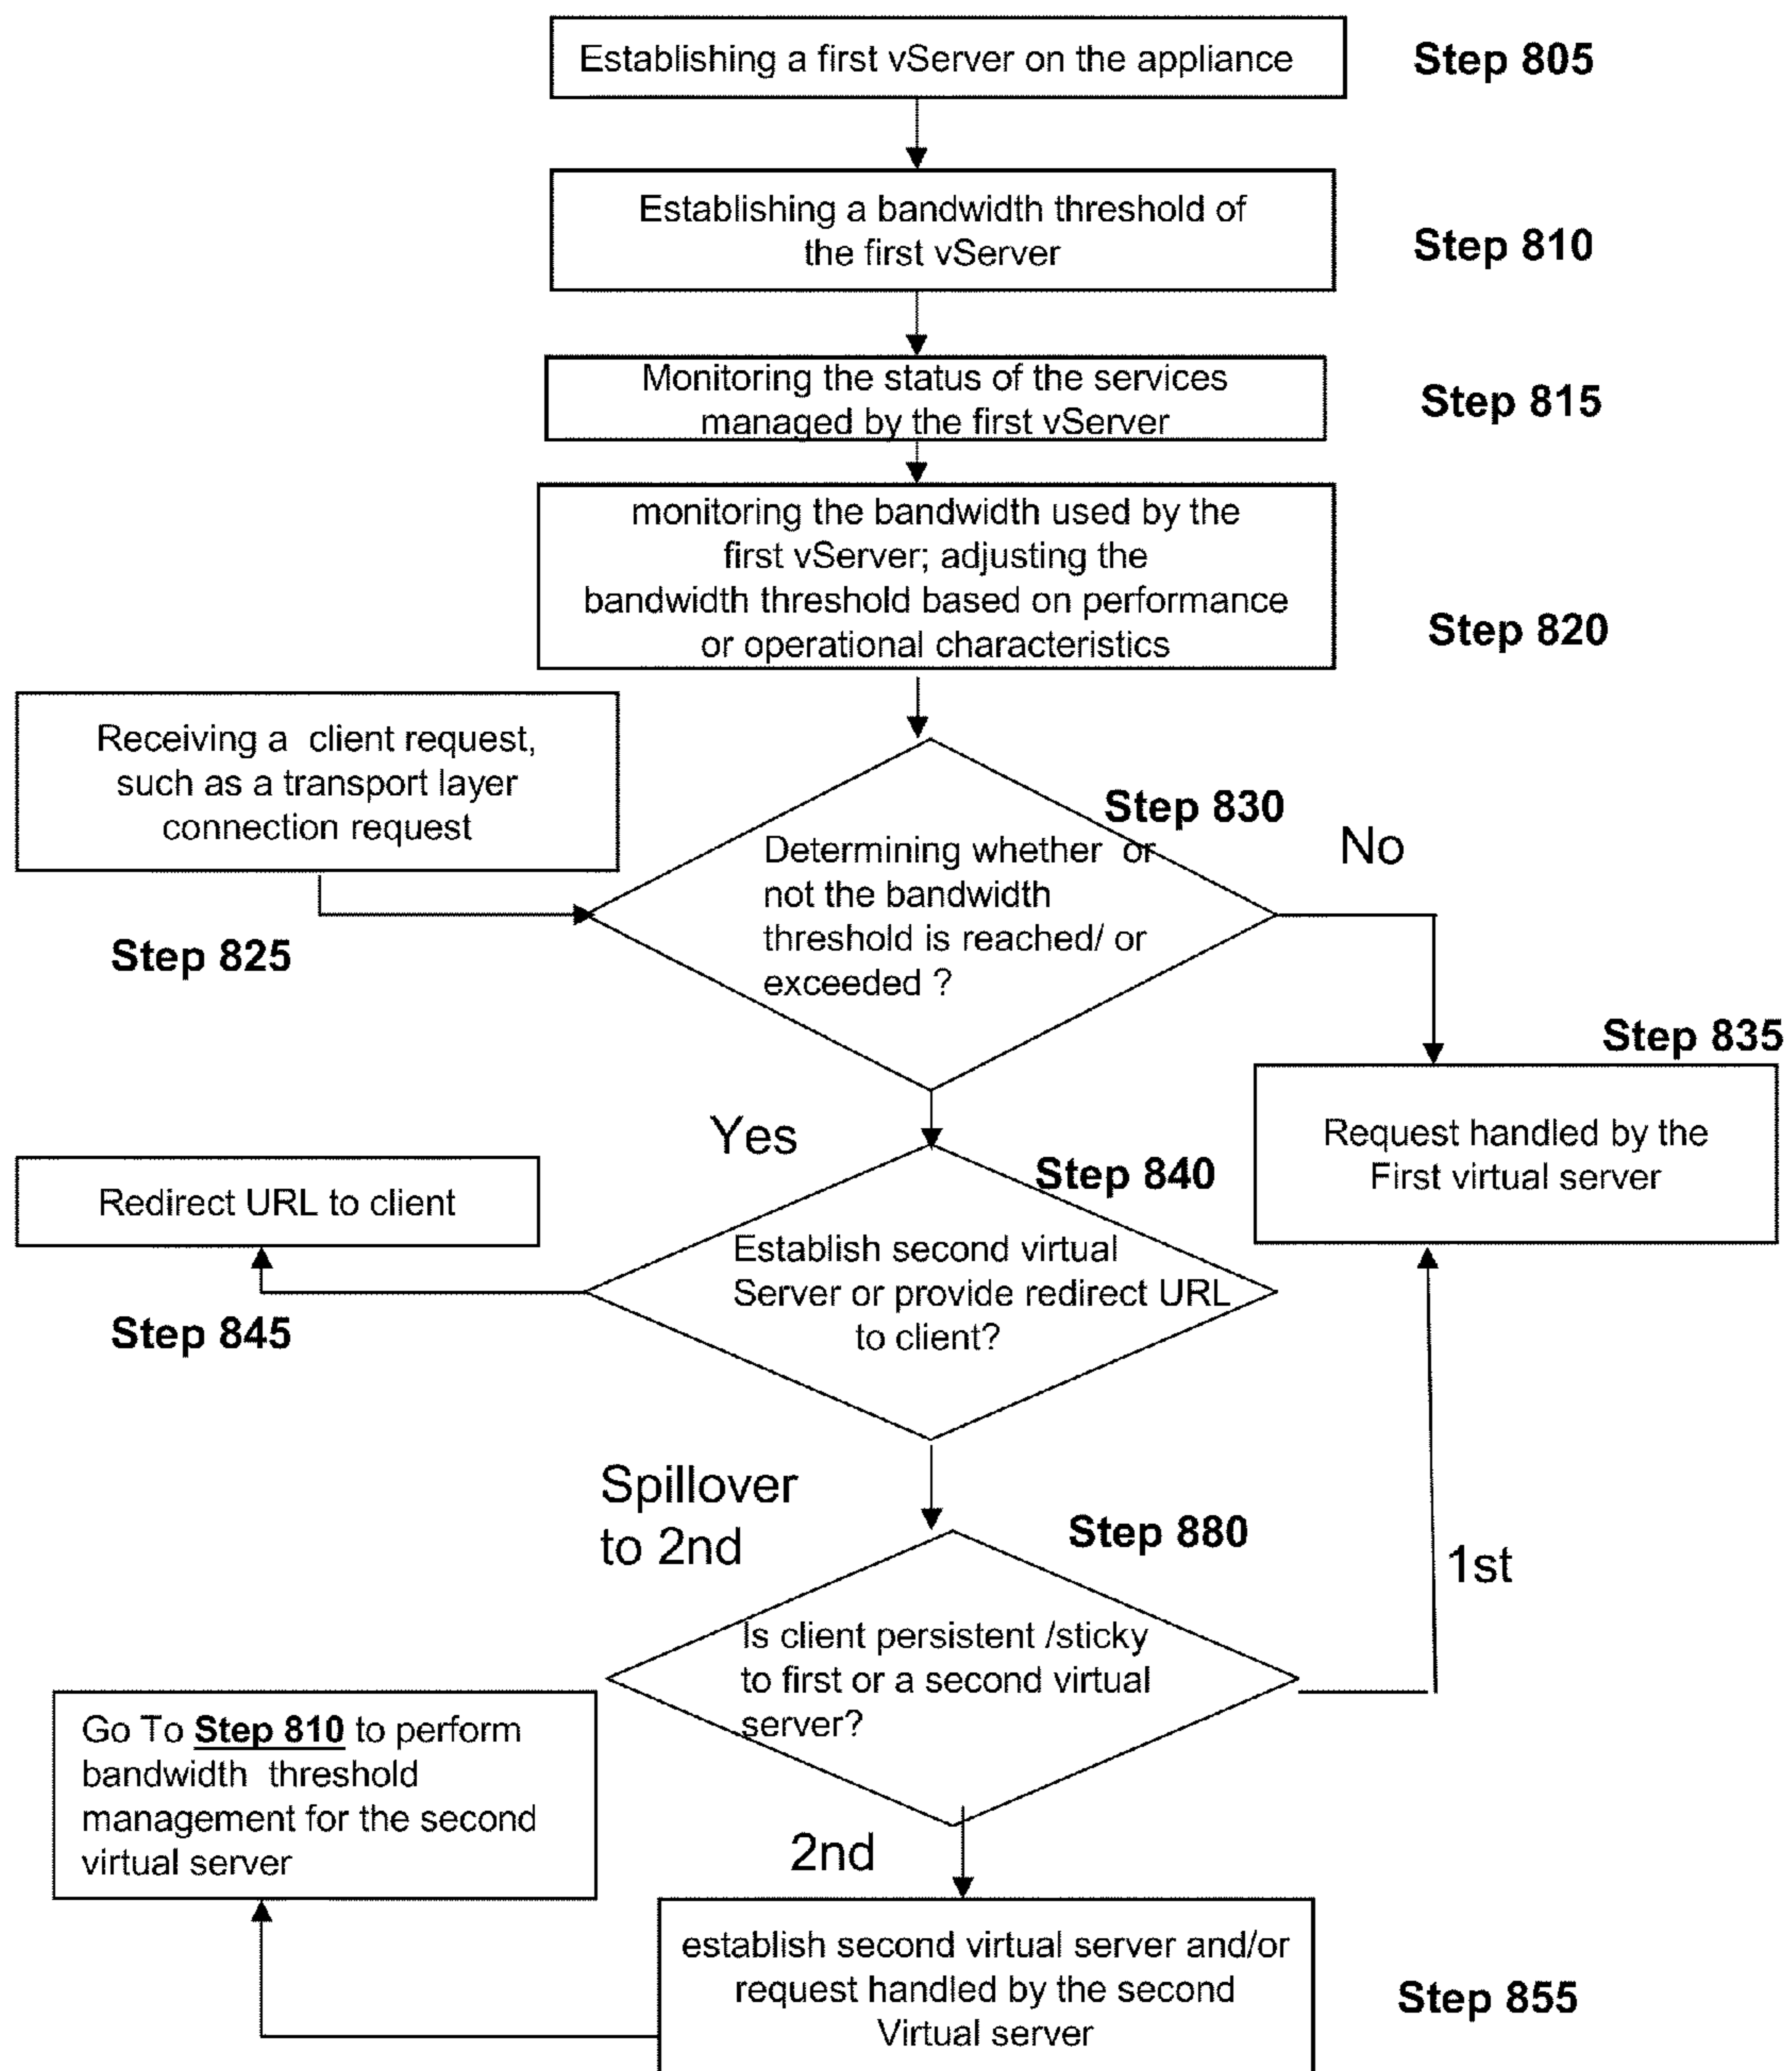 Establishing a first vServer on the appliance
Step 805
Establishing a bandwidth threshold of
the first vServer
Step 810
Monitoring the status of the services
managed by the first vServer
Step 815
monitoring the bandwidth used by the
first vServer; adjusting the
bandwidth threshold based on performance
or operational characteristics
Step 820
Receiving a client request,
such as a transport layer
connection request
Step 825
Step 830
Determining whether or
not the bandwidth
threshold is reached/ or
exceeded ?
No
Step 835
Request handled by the
First virtual server
Yes
Step 840
Establish second virtual
Server or provide redirect URL
to client?
Redirect URL to client
Step 845
Spillover
to 2nd
Step 880
Is client persistent /sticky
to first or a second virtual
server?
1st
2nd
Go To Step 810 to perform
bandwidth threshold
management for the second
virtual server
establish second virtual server and/or
request handled by the second
Virtual server
Step 855